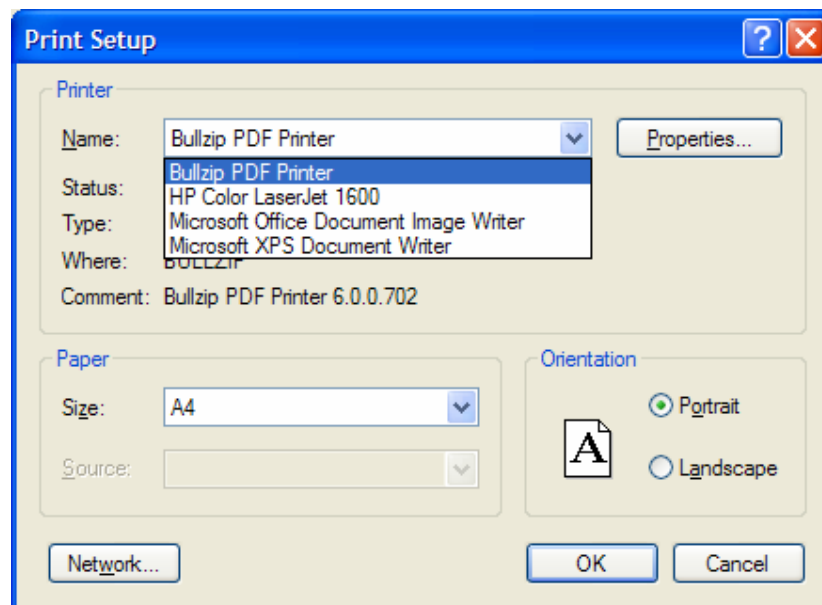 Print Setup
Printer
Name: Bullzip PDF Printer Properties...
Bullzip PDF Printer
Status: HP Color LaserJet 1600
Type: Microsoft Office Document Image Writer
Microsoft XPS Document Writer
Where: BULLZIP
Comment: Bullzip PDF Printer 6.0.0.702
Paper
Size: A4
Source:
Orientation
A
Portrait
Landscape
Network... OK Cancel